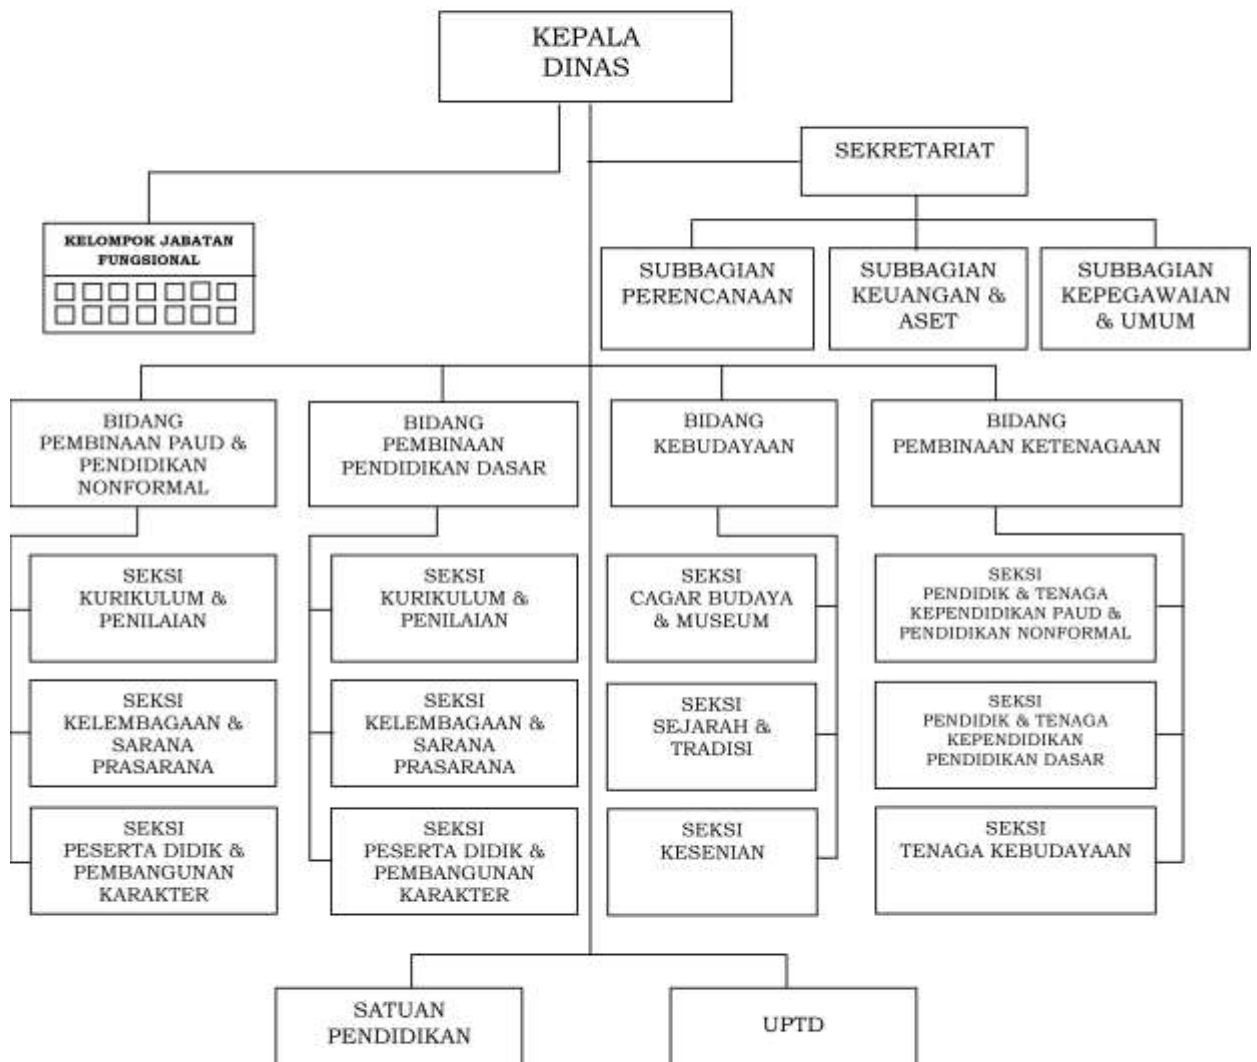 KEPALA
DINAS
SEKRETARIAT
KELOMPOK JABATAN
FUNGSIONAL
SUBBAGIAN
PERENCANAAN
SUBBAGIAN
KEUANGAN &
ASET
SUBBAGIAN
KEPEGAWAIAN
& UMUM
BIDANG
PEMBINAAN PAUD &
PENDIDIKAN
NONFORMAL
BIDANG
PEMBINAAN
PENDIDIKAN DASAR
BIDANG
KEBUDAYAAN
BIDANG
PEMBINAAN KETENAGAAN
SEKSI
KURIKULUM &
PENILAIAN
SEKSI
KURIKULUM &
PENILAIAN
SEKSI
CAGAR BUDAYA
& MUSEUM
SEKSI
PENDIDIK & TENAGA
KEPENDIDIKAN PAUD &
PENDIDIKAN NONFORMAL
SEKSI
KELEMBAGAAN &
SARANA
PRASARANA
SEKSI
KELEMBAGAAN &
SARANA
PRASARANA
SEKSI
SEJARAH &
TRADISI
SEKSI
PENDIDIK & TENAGA
KEPENDIDIKAN
PENDIDIKAN DASAR
SEKSI
PESERTA DIDIK &
PEMBANGUNAN
KARAKTER
SEKSI
PESERTA DIDIK &
PEMBANGUNAN
KARAKTER
SEKSI
KESENIAN
SEKSI
TENAGA KEBUDAYAAN
SATUAN
PENDIDIKAN
UPTD